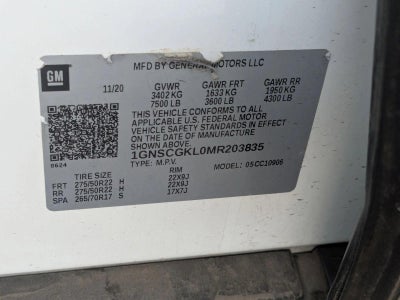 GM
MFD BY GENERAL MOTORS LLC
11/20 GVWR GAWR FRT GAWR RR
3402 KG 1633 KG 1950 KG
7500 LB 3600 LB 4300 LB
THIS VEHICLE CONFORMS TO ALL
APPLICABLE U.S. FEDERAL MOTOR
VEHICLE SAFETY STANDARDS IN EFFECT
ON THE DATE OF MANUFACTURE
SHOWN ABOVE.
1GNSCGKL0MR203835
0624 TYPE: M.P.V. 05CC10906
TIRE SIZE RIM
FRT 275/50R22 H 22X9J
RR 275/50R22 H 22X9J
SPA 265/70R17 S 17X7J